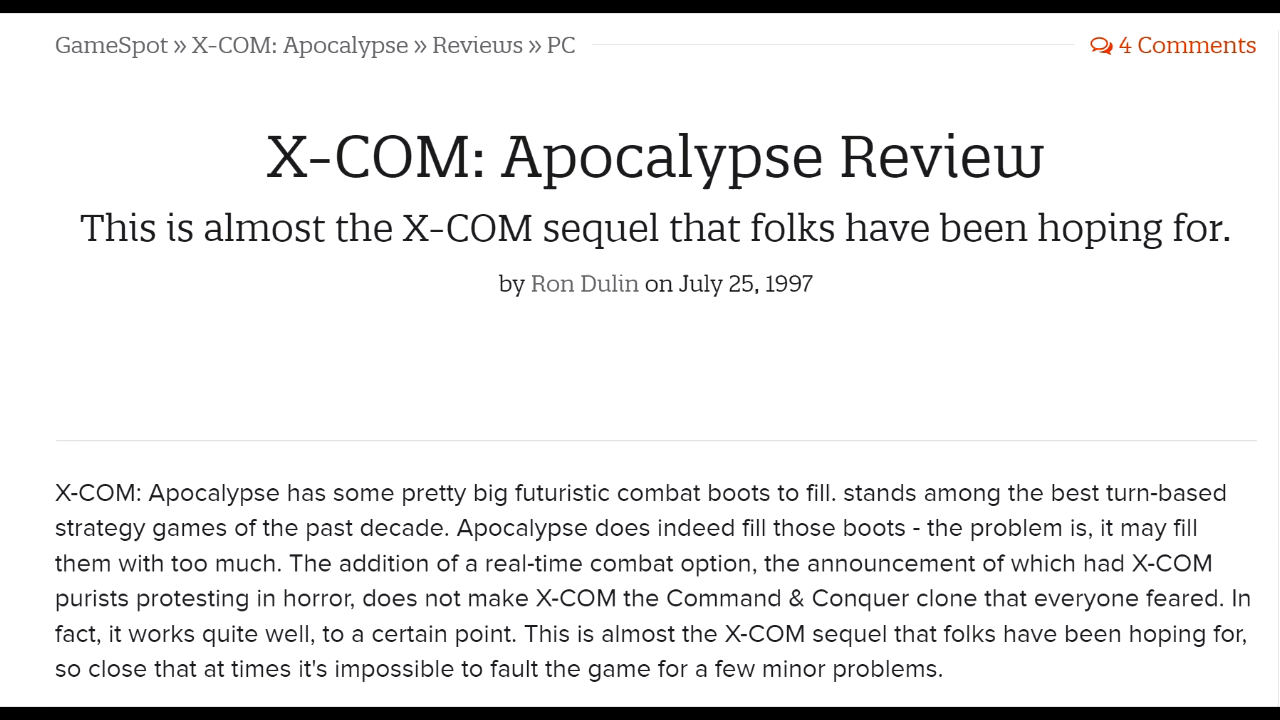 GameSpot » X-COM: Apocalypse » Reviews » PC
4 Comments
X-COM: Apocalypse Review
This is almost the X-COM sequel that folks have been hoping for.
by Ron Dulin on July 25, 1997
X-COM: Apocalypse has some pretty big futuristic combat boots to fill. stands among the best turn-based
strategy games of the past decade. Apocalypse does indeed fill those boots - the problem is, it may fill
them with too much. The addition of a real-time combat option, the announcement of which had X-COM
purists protesting in horror, does not make X-COM the Command & Conquer clone that everyone feared. In
fact, it works quite well, to a certain point. This is almost the X-COM sequel that folks have been hoping for,
so close that at times it's impossible to fault the game for a few minor problems.